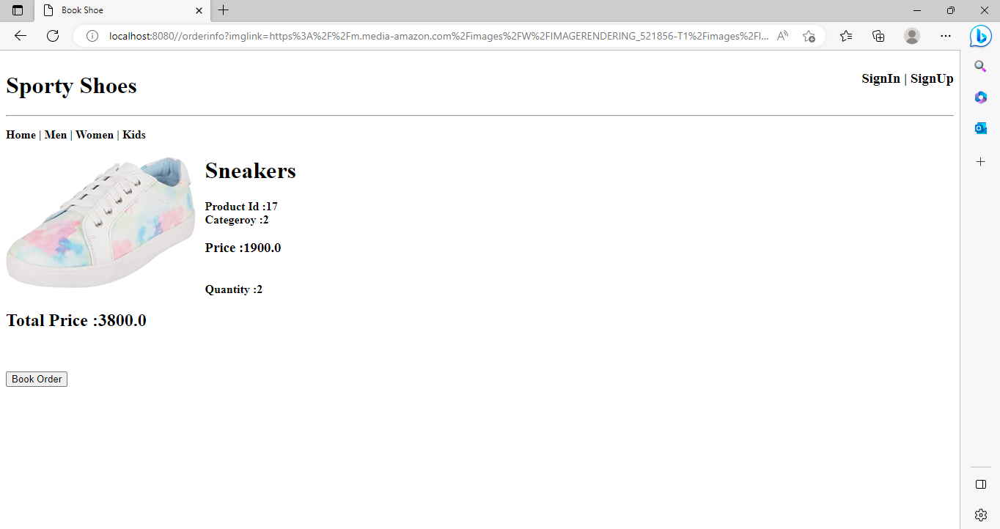 Book Shoe
localhost:8080//orderinfo?imglink=https%3A%2F%2Fm.media-amazon.com%2Fimages%2FW%2FIMAGERENDERING_521856-T1%2Fimages%2FI...
Sporty Shoes
SignIn | SignUp
Home | Men | Women | Kids
Sneakers
Product Id :17
Categeroy :2
Price :1900.0
Quantity :2
Total Price :3800.0
Book Order